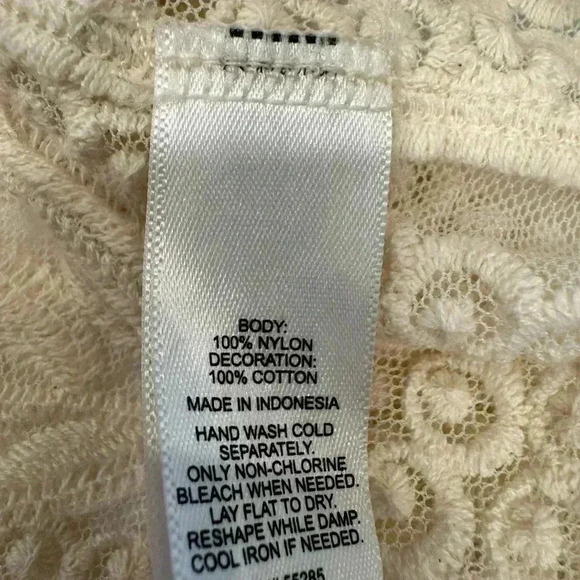 BODY:
100% NYLON
DECORATION:
100% COTTON
MADE IN INDONESIA
HAND WASH COLD
SEPARATELY.
ONLY NON-CHLORINE
BLEACH WHEN NEEDED.
LAY FLAT TO DRY.
RESHAPE WHILE DAMP.
COOL IRON IF NEEDED.
55285